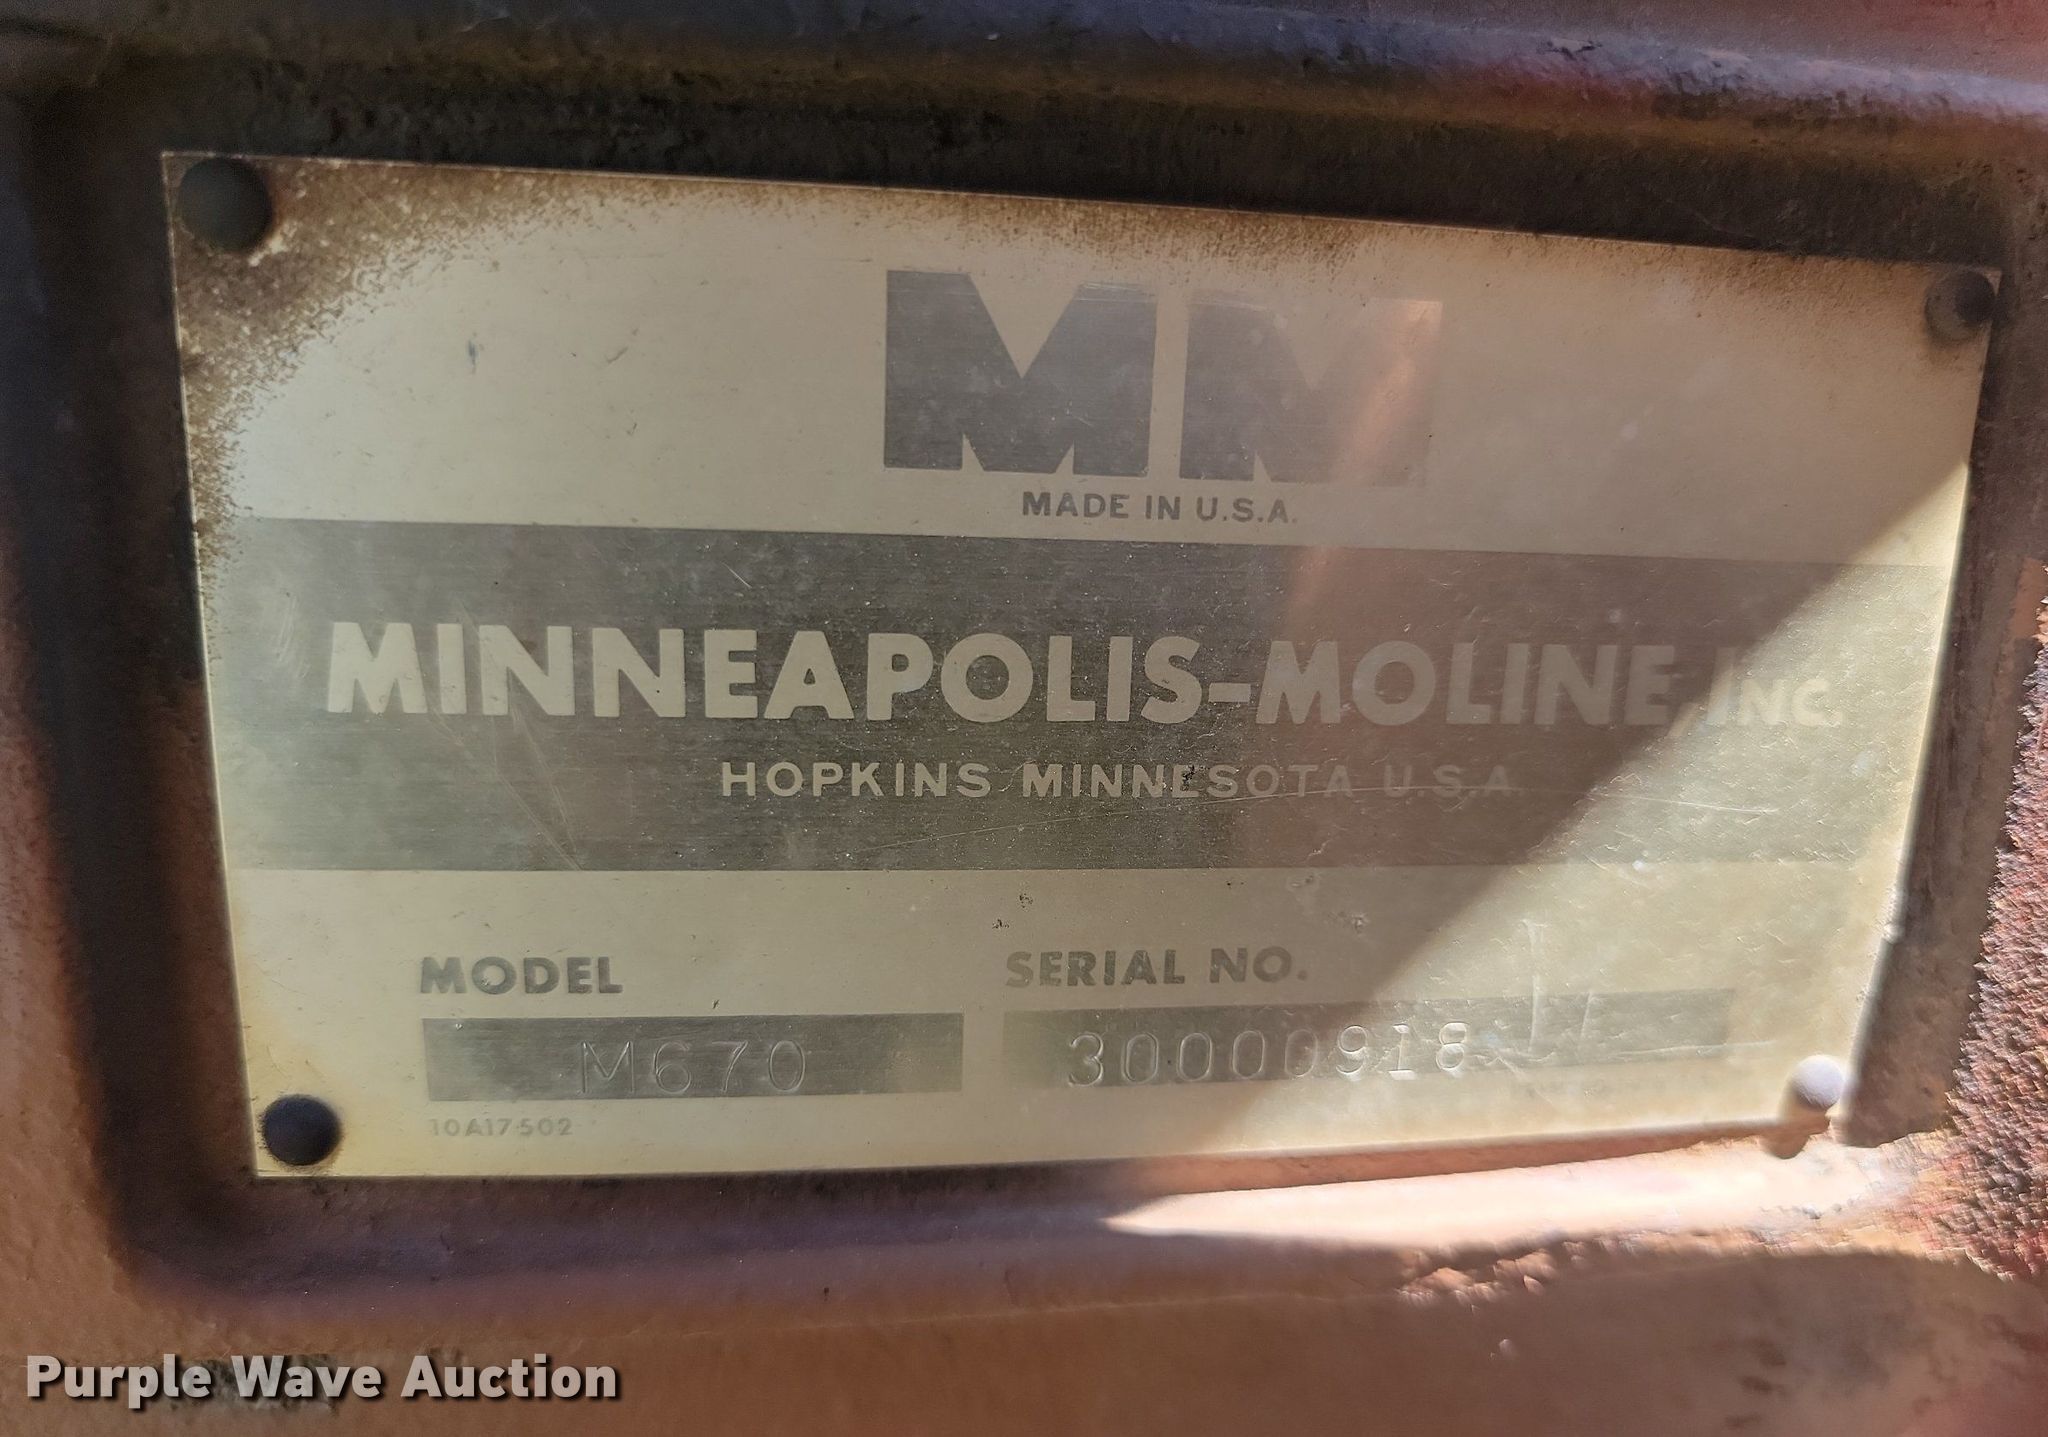 MM
MADE IN U.S.A.
MINNEAPOLIS-MOLINE, INC.
HOPKINS MINNESOTA U.S.A.
MODEL SERIAL NO.
M670 30000918
10A17502
Purple Wave Auction